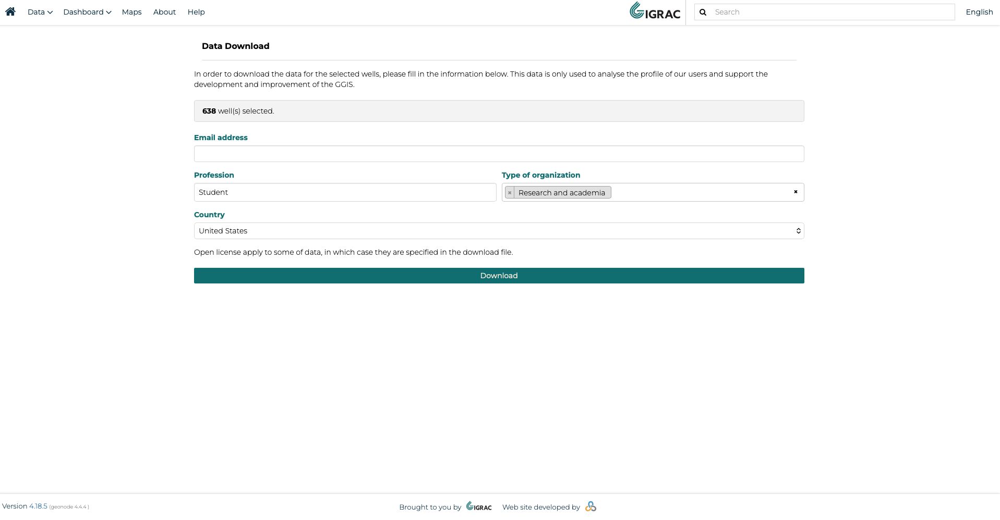 Data Dashboard Maps About Help IGRAC Search English
Data Download
In order to download the data for the selected wells, please fill in the information below. This data is only used to analyse the profile of our users and support the
development and improvement of the GGIS.
638 well(s) selected.
Email address
Profession Type of organization
Student × Research and academia ×
Country
United States
Open license apply to some of data, in which case they are specified in the download file.
Download
Version 4.18.5 (geonode 4.4.4 ) Brought to you by IGRAC Web site developed by